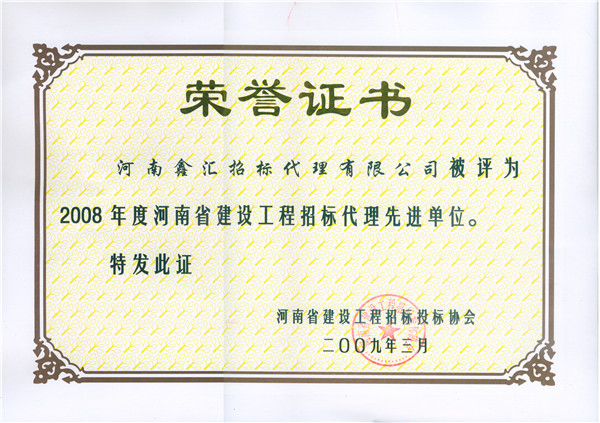 荣誉证书
河南鑫汇招标代理有限公司被评为
2008年度河南省建设工程招标代理先进单位。
特发此证
河南省建设工程招标投标协会
二〇〇九年三月